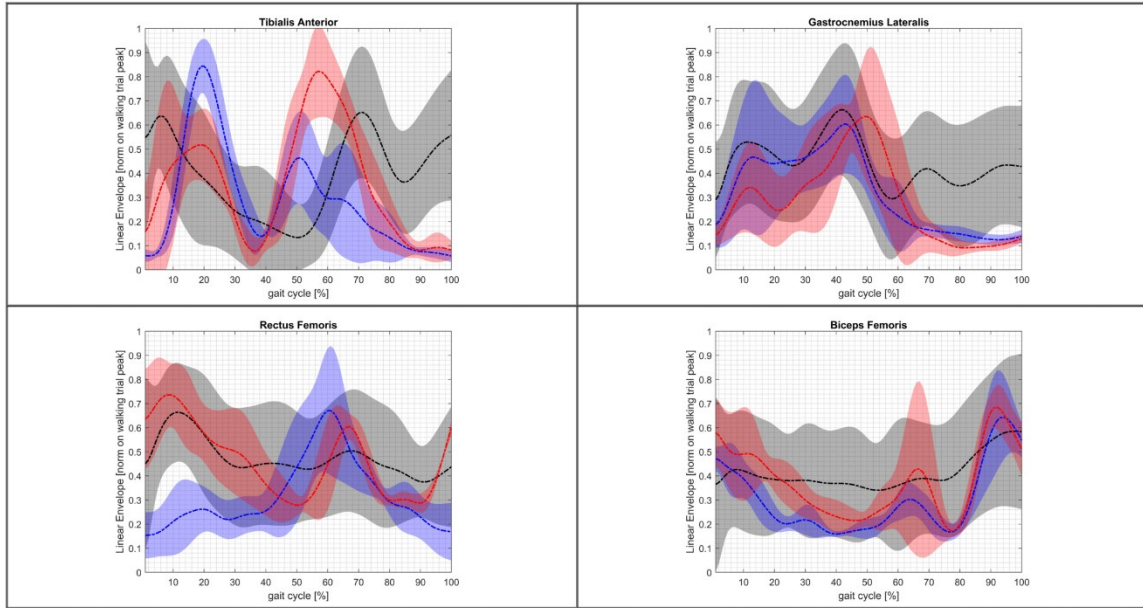 Tibialis Anterior
Linear Envelope [norm on walking trial peak]
1
0.9
0.8
0.7
0.6
0.5
0.4
0.3
0.2
0.1
0
10 20 30 40 50 60 70 80 90 100
gait cycle [%]
Gastrocnemius Lateralis
Linear Envelope [norm on walking trial peak]
1
0.9
0.8
0.7
0.6
0.5
0.4
0.3
0.2
0.1
0
10 20 30 40 50 60 70 80 90 100
gait cycle [%]
Rectus Femoris
Linear Envelope [norm on walking trial peak]
1
0.9
0.8
0.7
0.6
0.5
0.4
0.3
0.2
0.1
0
10 20 30 40 50 60 70 80 90 100
gait cycle [%]
Biceps Femoris
Linear Envelope [norm on walking trial peak]
1
0.9
0.8
0.7
0.6
0.5
0.4
0.3
0.2
0.1
0
10 20 30 40 50 60 70 80 90 100
gait cycle [%]